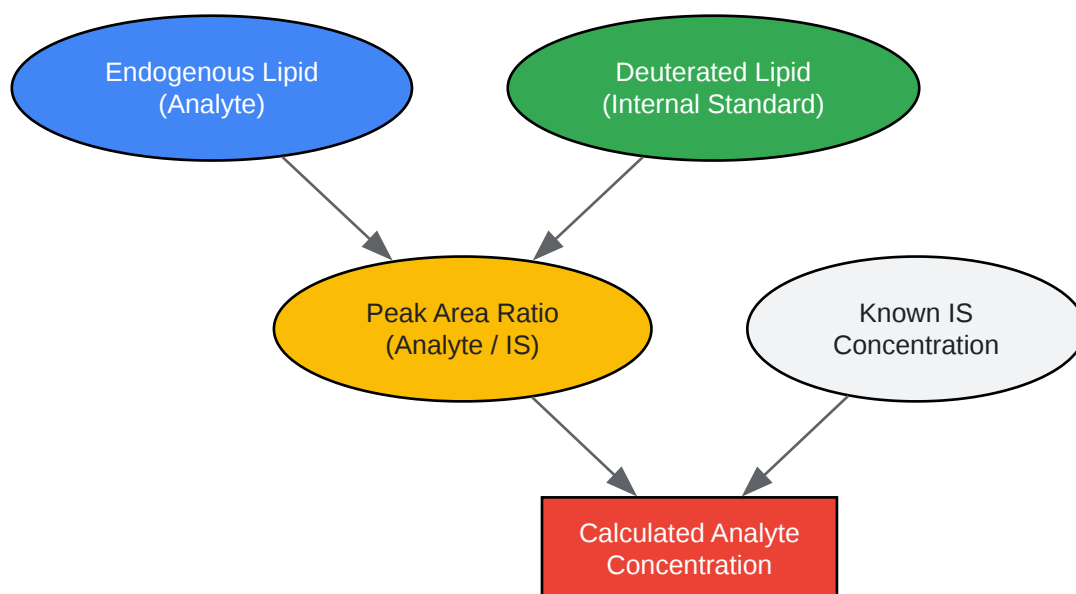 Endogenous Lipid
(Analyte)
Deuterated Lipid
(Internal Standard)
Peak Area Ratio
(Analyte / IS)
Known IS
Concentration
Calculated Analyte
Concentration